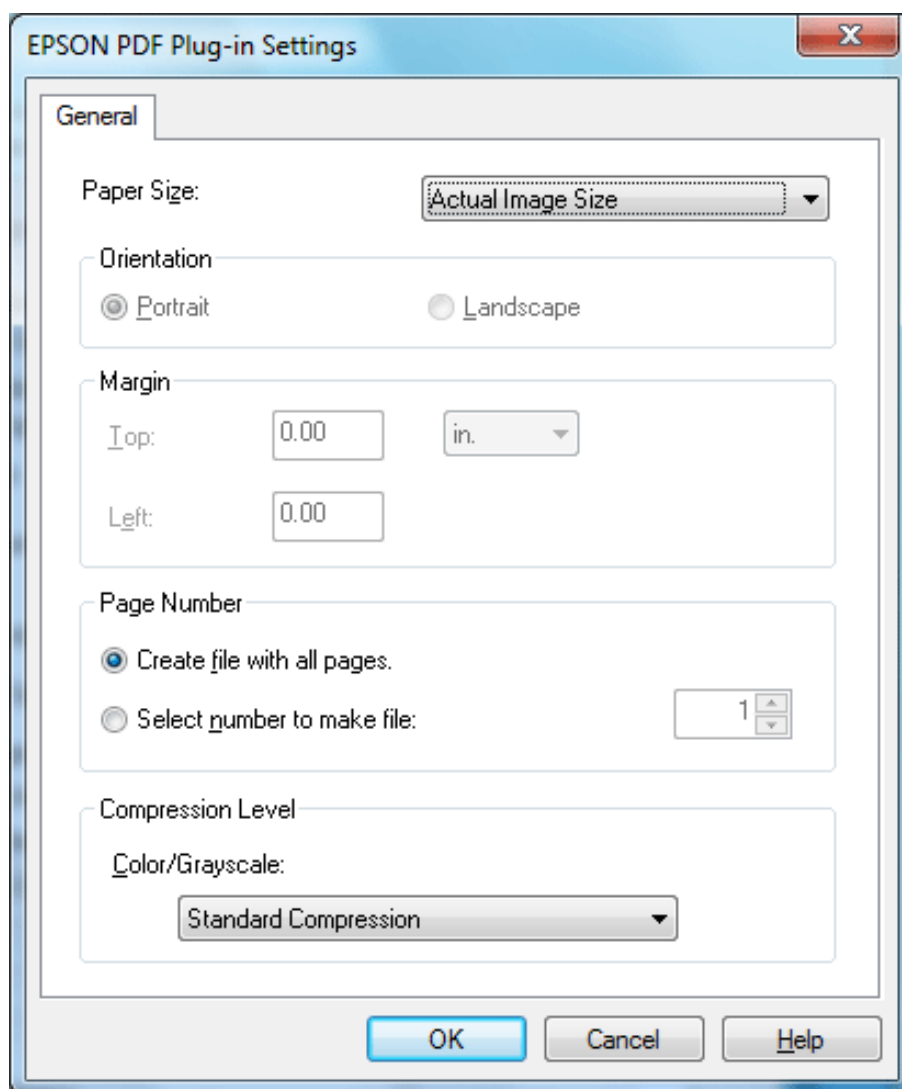 EPSON PDF Plug-in Settings
General
Paper Size: Actual Image Size
Orientation
Portrait Landscape
Margin
Top: 0.00 in.
Left: 0.00
Page Number
Create file with all pages.
Select number to make file: 1
Compression Level
Color/Grayscale:
Standard Compression
OK Cancel Help